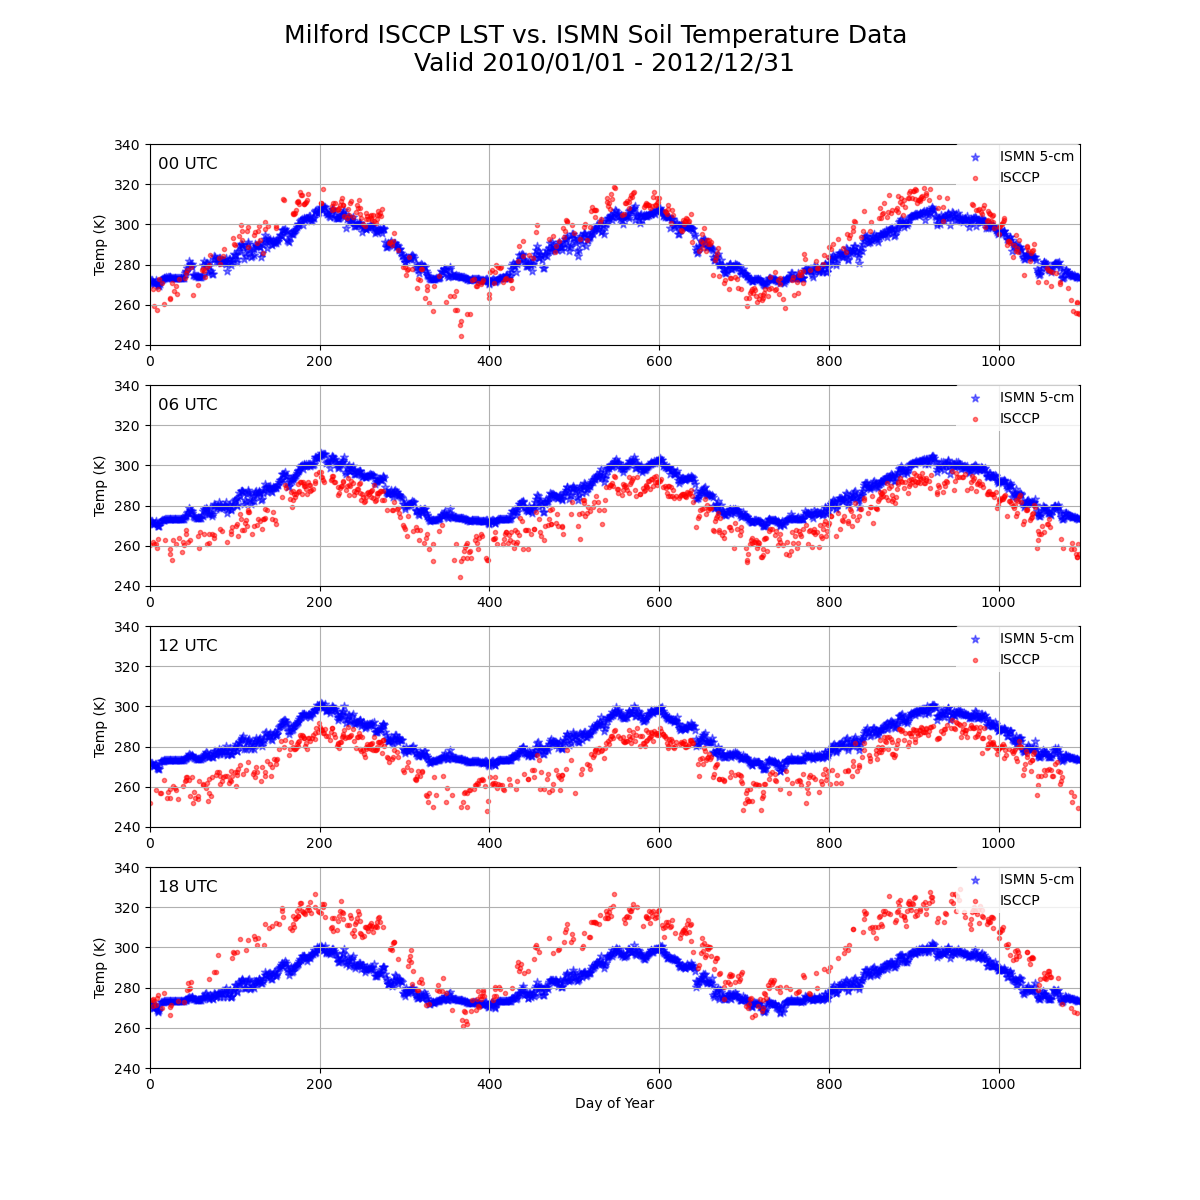 Milford ISCCP LST vs. ISMN Soil Temperature Data
Valid 2010/01/01 - 2012/12/31
340
320
300
280
260
240
Temp (K)
00 UTC
ISMN 5-cm
ISCCP
0 200 400 600 800 1000
340
320
300
280
260
240
Temp (K)
06 UTC
ISMN 5-cm
ISCCP
0 200 400 600 800 1000
340
320
300
280
260
240
Temp (K)
12 UTC
ISMN 5-cm
ISCCP
0 200 400 600 800 1000
340
320
300
280
260
240
Temp (K)
18 UTC
ISMN 5-cm
ISCCP
0 200 400 600 800 1000
Day of Year